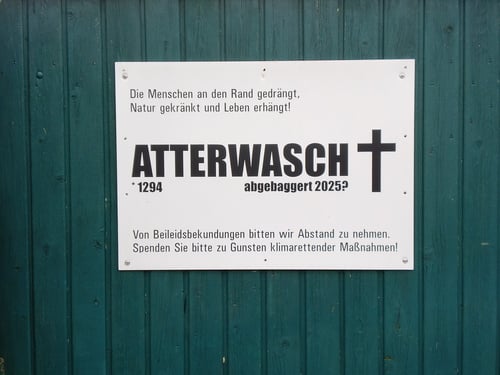 Die Menschen an den Rand gedrängt,
Natur gekränkt und Leben erhängt!
ATTERWASCH
* 1294 abgebaggert 2025?
Von Beileidsbekundungen bitten wir Abstand zu nehmen.
Spenden Sie bitte zu Gunsten klimarettender Maßnahmen!